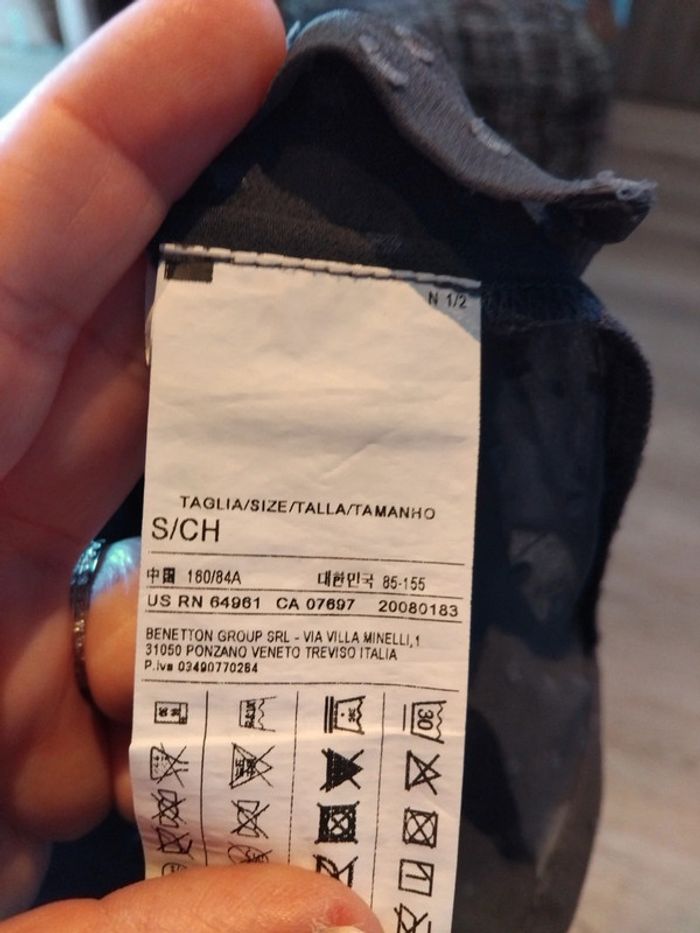 N 1/2
TAGLIA/SIZE/TALLA/TAMANHO
S/CH
中国 160/84A 대한민국 85-155
US RN 64961 CA 07697 20080183
BENETTON GROUP SRL - VIA VILLA MINELLI,1
31050 PONZANO VENETO TREVISO ITALIA
P.iva 03490770264
30